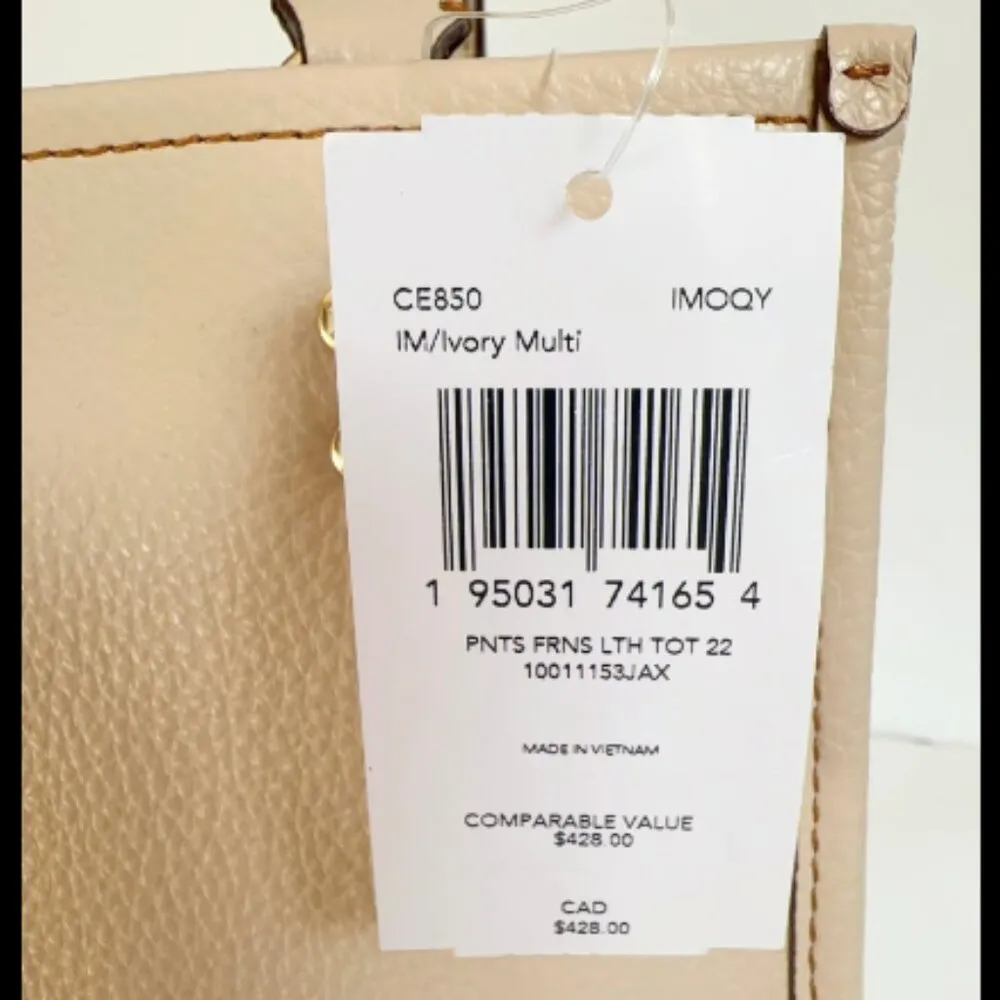 CE850 IMOQY
IM/Ivory Multi
1 95031 74165 4
PNTS FRNS LTH TOT 22
10011153JAX
MADE IN VIETNAM
COMPARABLE VALUE
$428.00
CAD
$428.00